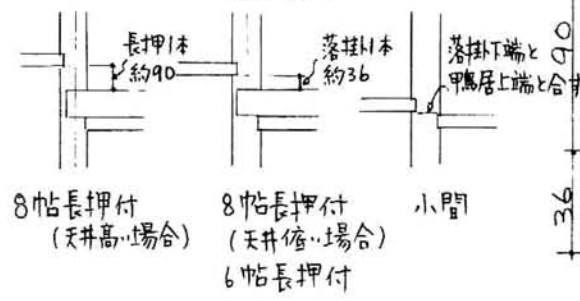 長押1本
約90
落掛1本
約36
落掛下端と
鴨居上端と合
90
36
8帖長押付
(天井高い場合)
8帖長押付
(天井低い場合)
6帖長押付
小間